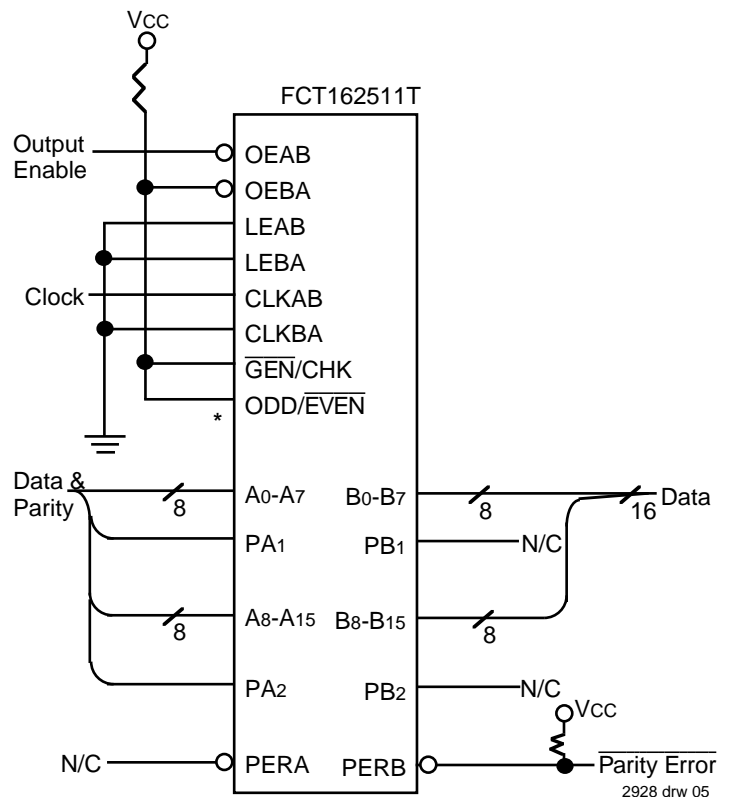 VCC
FCT162511T
Output
Enable
OEAB
OEBA
LEAB
LEBA
Clock
CLKAB
CLKBA
GEN/CHK
ODD/EVEN
*
Data &
Parity
8
A0-A7
B0-B7
8
16
Data
PA1
PB1
N/C
8
A8-A15
B8-B15
8
PA2
PB2
N/C
VCC
N/C
PERA
PERB
Parity Error
2928 drw 05